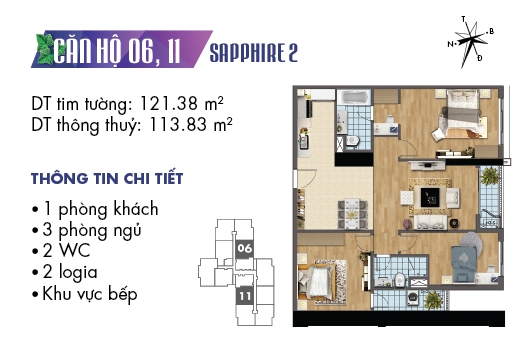 CĂN HỘ 06, 11 SAPPHIRE 2
DT tim tường: 121.38 m²
DT thông thuỷ: 113.83 m²
THÔNG TIN CHI TIẾT
• 1 phòng khách
• 3 phòng ngủ
• 2 WC
• 2 logia
• Khu vực bếp
06
11
T
B
N
Đ